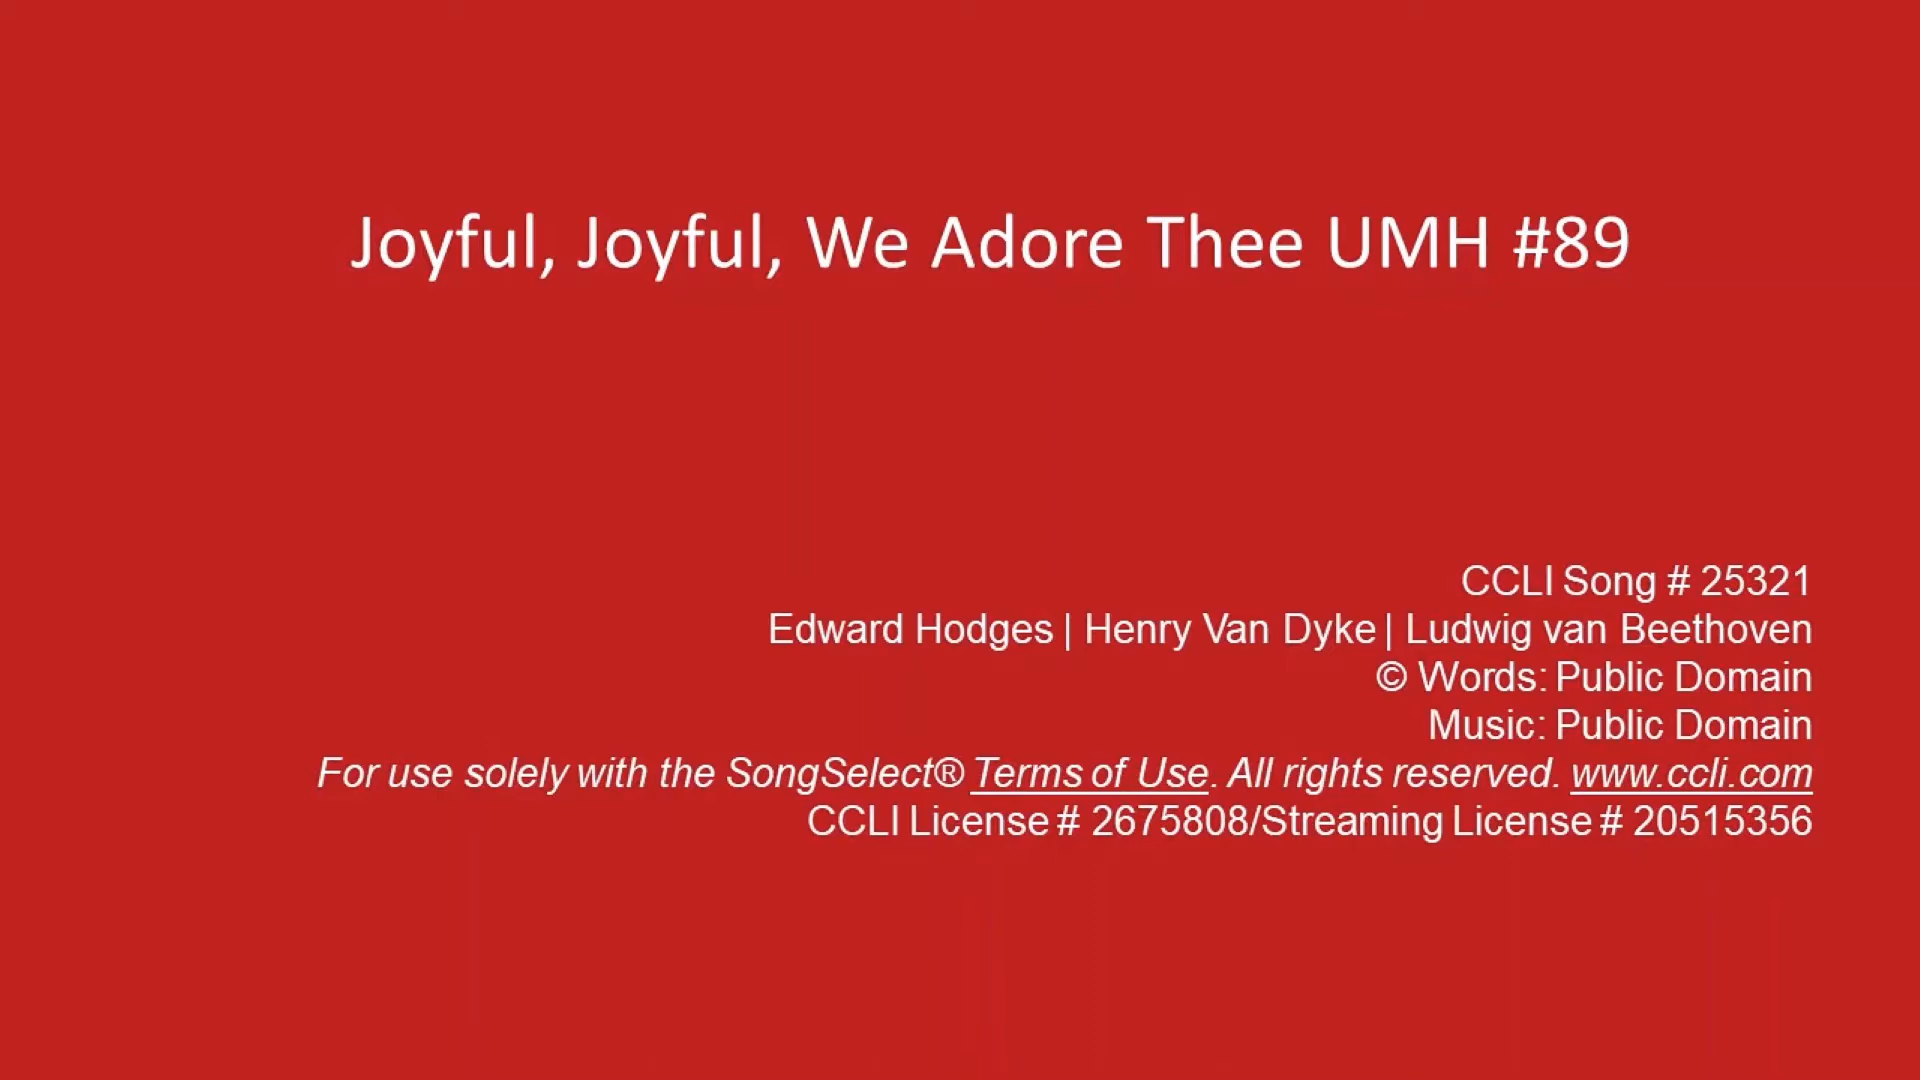 Joyful, Joyful, We Adore Thee UMH #89
CCLI Song # 25321
Edward Hodges | Henry Van Dyke | Ludwig van Beethoven
© Words: Public Domain
Music: Public Domain
For use solely with the SongSelect® Terms of Use. All rights reserved. www.ccli.com
CCLI License # 2675808/Streaming License # 20515356